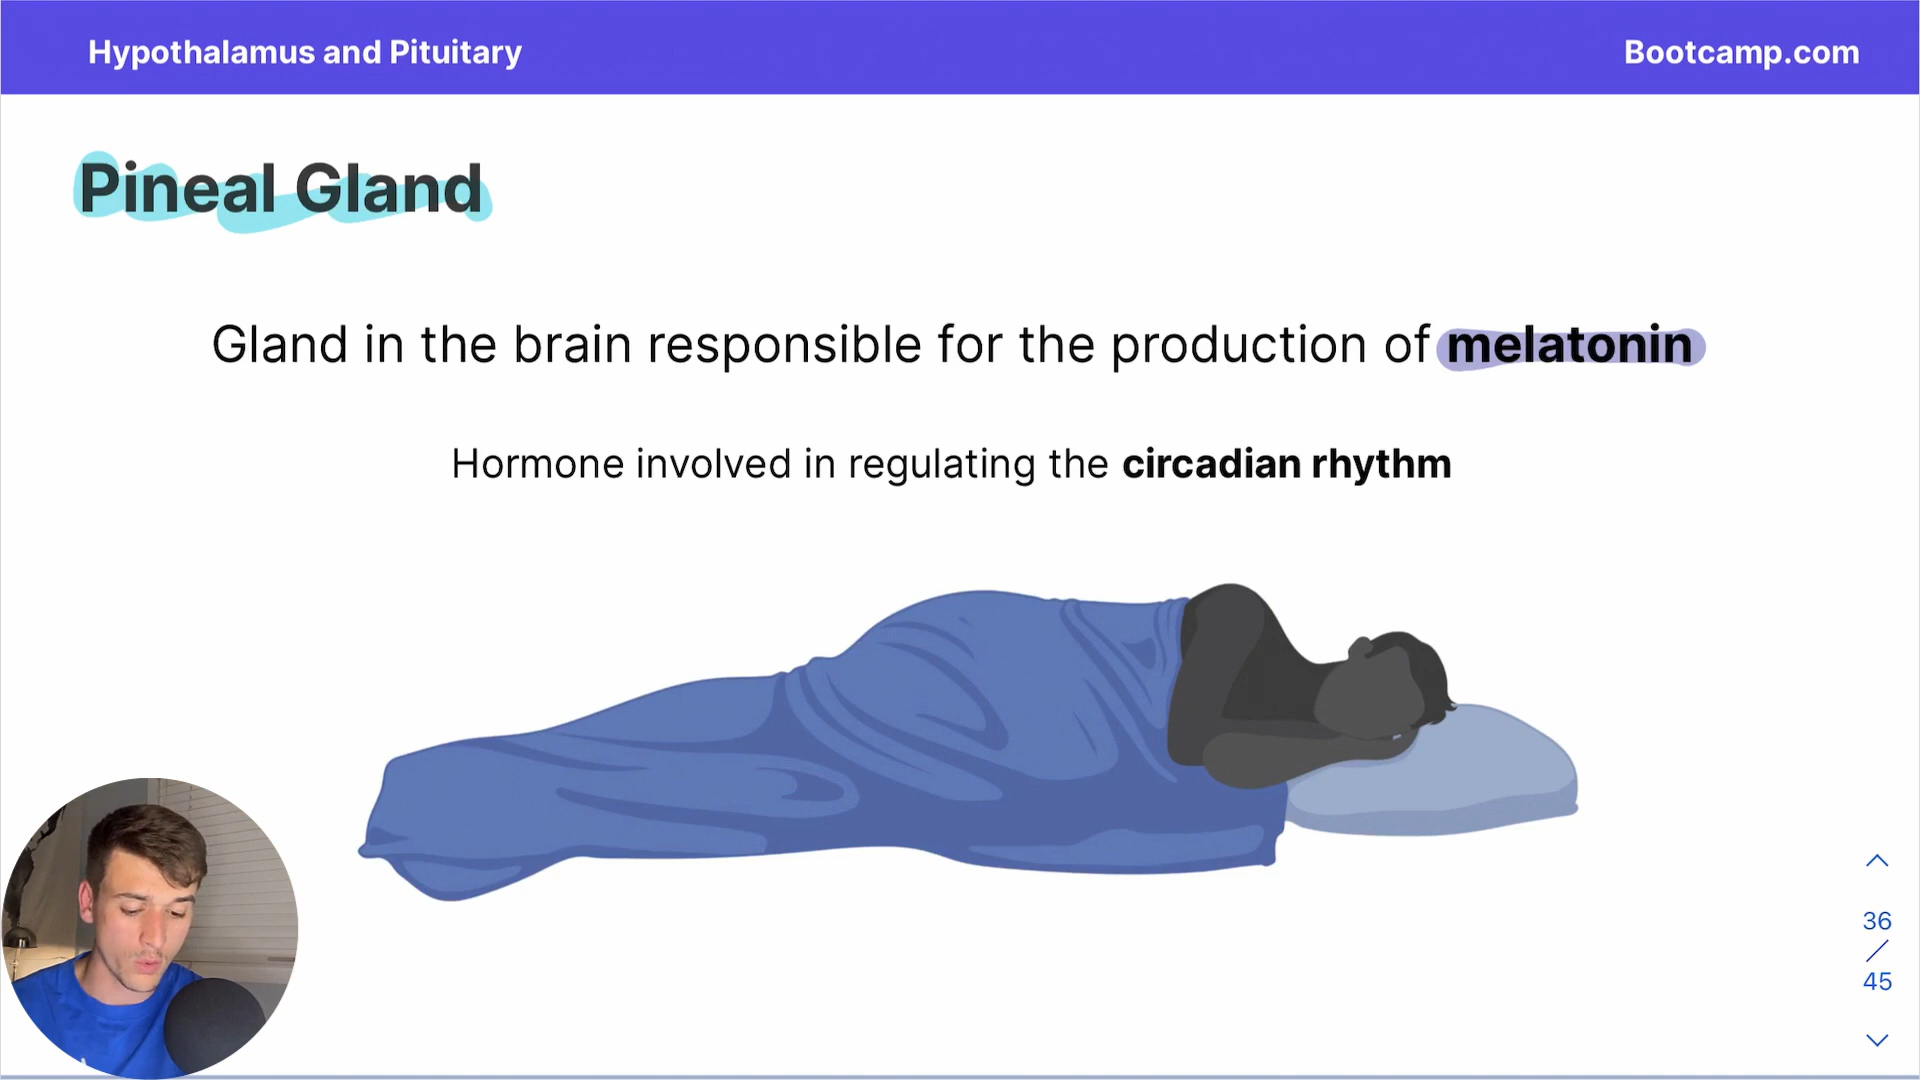 Hypothalamus and Pituitary
Bootcamp.com
Pineal Gland
Gland in the brain responsible for the production of melatonin
Hormone involved in regulating the circadian rhythm
36
/
45